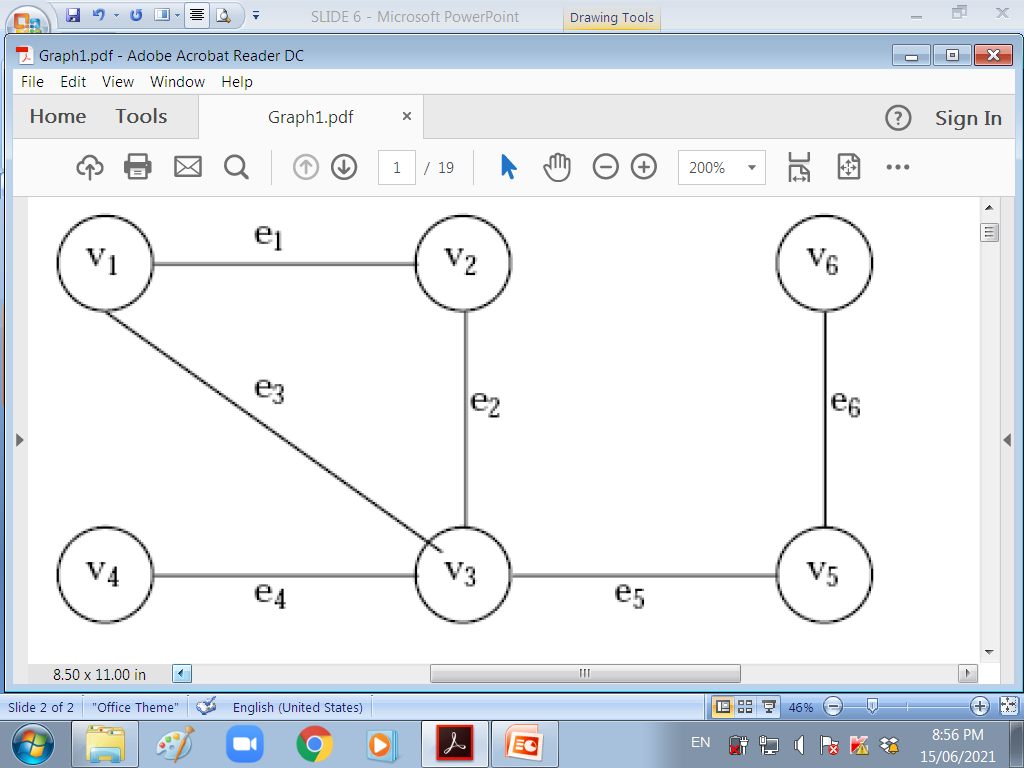 SLIDE 6 - Microsoft PowerPoint
Drawing Tools
Graph1.pdf - Adobe Acrobat Reader DC
File Edit View Window Help
Home Tools Graph1.pdf × ? Sign In
1 / 19 200%
v1 e1 v2 v6
e3 e2 e6
v4 e4 v3 e5 v5
8.50 x 11.00 in
Slide 2 of 2 "Office Theme" English (United States) 46%
EN 8:56 PM
15/06/2021